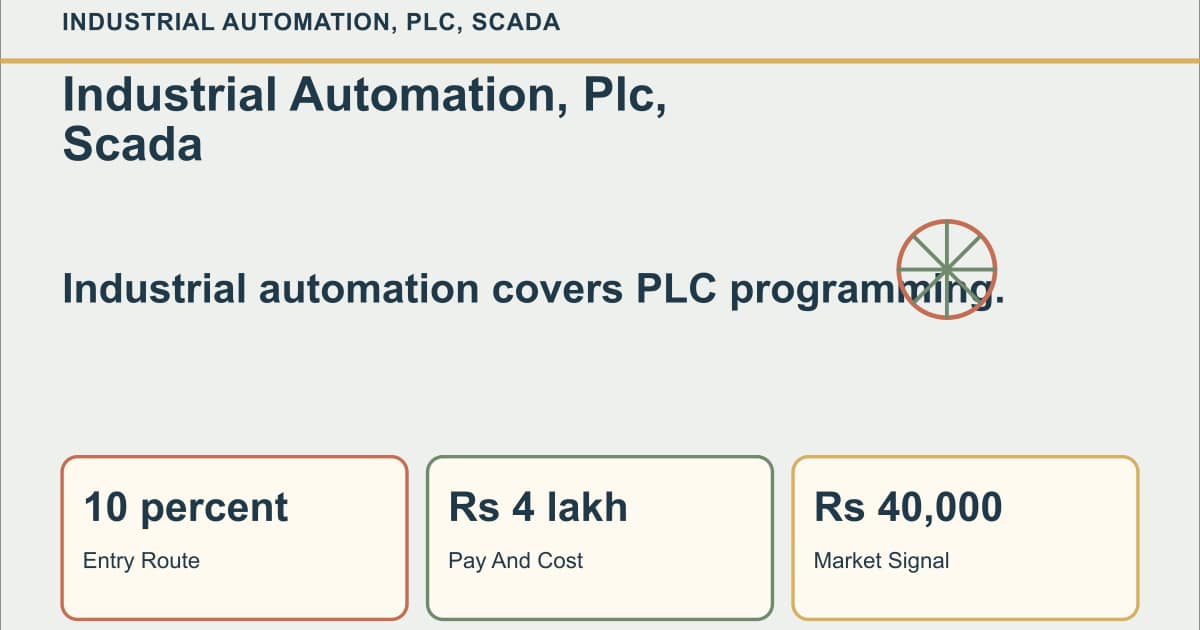 INDUSTRIAL AUTOMATION, PLC, SCADA
Industrial Automation, Plc,
Scada
Industrial automation covers PLC programming.
10 percent
Entry Route
Rs 4 lakh
Pay And Cost
Rs 40,000
Market Signal